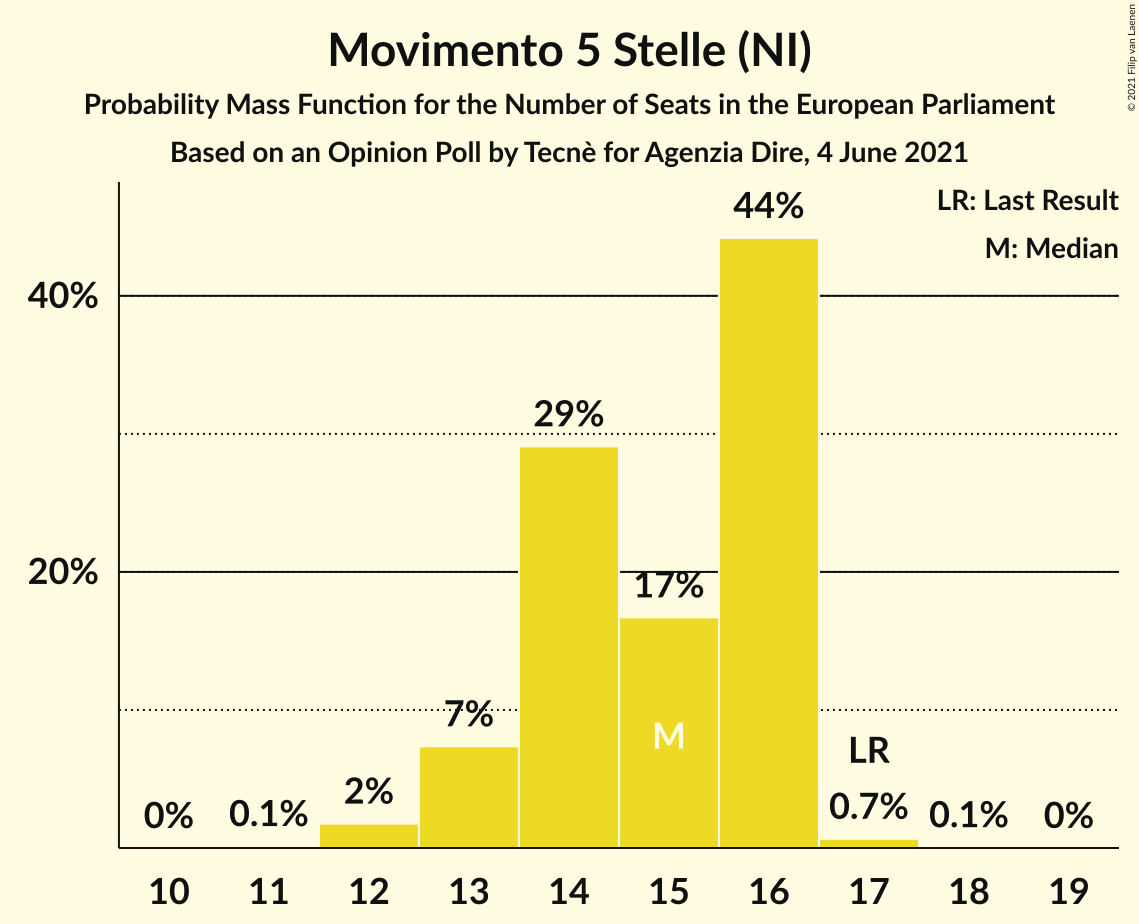 Movimento 5 Stelle (NI)
Probability Mass Function for the Number of Seats in the European Parliament
Based on an Opinion Poll by Tecnè for Agenzia Dire, 4 June 2021
© 2021 Filip van Laenen
LR: Last Result
M: Median
44%
40%
29%
20%
17%
7%
M
LR
2%
0.7%
0%
0.1%
0.1%
0%
10 11 12 13 14 15 16 17 18 19